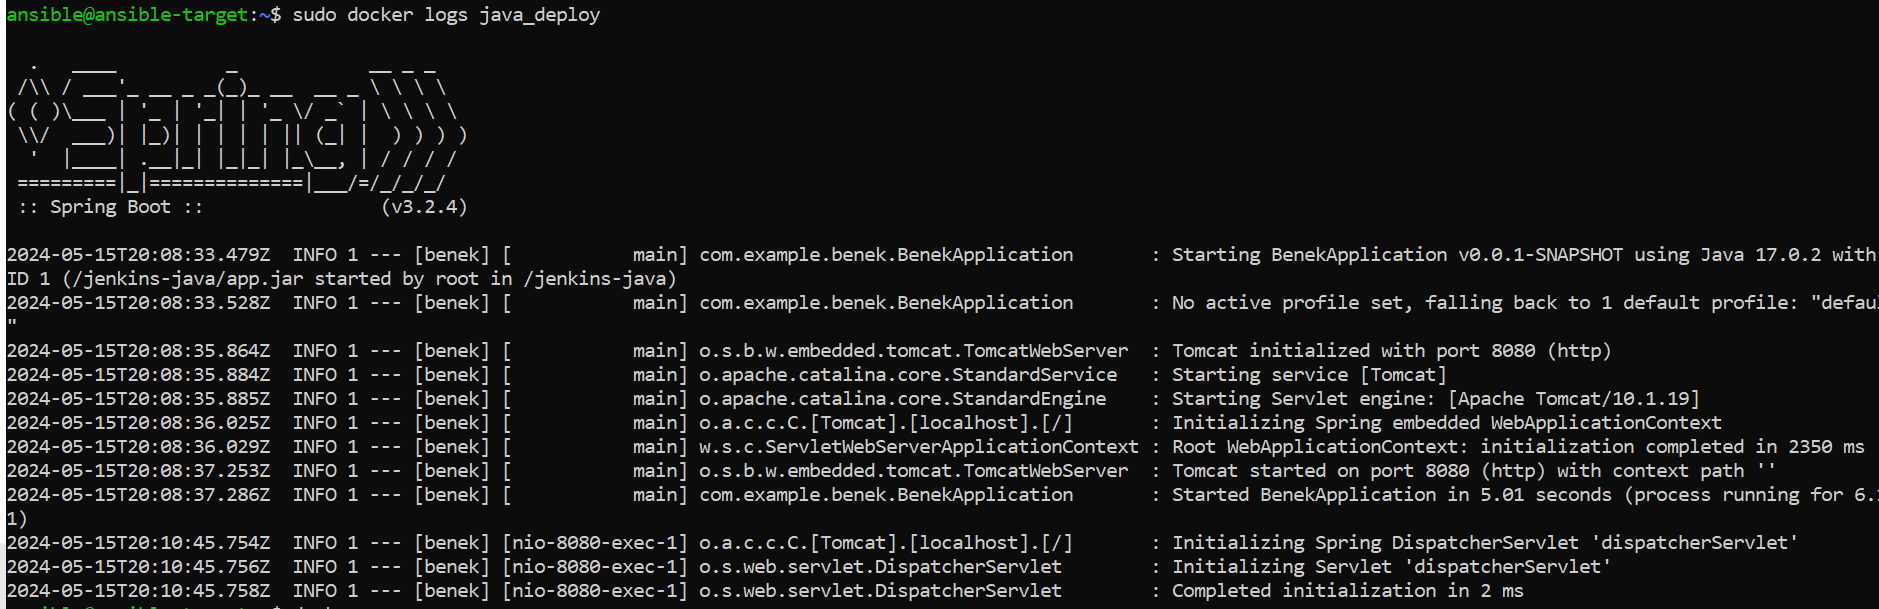 ansible@ansible-target:~$ sudo docker logs java_deploy
  .   ____          _            __ _ _
 /\\ / ___'_ __ _ _(_)_ __  __ _ \ \ \ \
( ( )\___ | '_ | '_| | '_ \/ _` | \ \ \ \
 \\/  ___)| |_)| | | | | || (_| |  ) ) ) )
  '  |____| .__|_| |_|_| |_\__, | / / / /
 =========|_|==============|___/=/_/_/_/
 :: Spring Boot ::                (v3.2.4)
2024-05-15T20:08:33.479Z  INFO 1 --- [benek] [           main] com.example.benek.BenekApplication       : Starting BenekApplication v0.0.1-SNAPSHOT using Java 17.0.2 with
ID 1 (/jenkins-java/app.jar started by root in /jenkins-java)
2024-05-15T20:08:33.528Z  INFO 1 --- [benek] [           main] com.example.benek.BenekApplication       : No active profile set, falling back to 1 default profile: "defau
"
2024-05-15T20:08:35.864Z  INFO 1 --- [benek] [           main] o.s.b.w.embedded.tomcat.TomcatWebServer  : Tomcat initialized with port 8080 (http)
2024-05-15T20:08:35.884Z  INFO 1 --- [benek] [           main] o.apache.catalina.core.StandardService   : Starting service [Tomcat]
2024-05-15T20:08:35.885Z  INFO 1 --- [benek] [           main] o.apache.catalina.core.StandardEngine    : Starting Servlet engine: [Apache Tomcat/10.1.19]
2024-05-15T20:08:36.025Z  INFO 1 --- [benek] [           main] o.a.c.c.C.[Tomcat].[localhost].[/]       : Initializing Spring embedded WebApplicationContext
2024-05-15T20:08:36.029Z  INFO 1 --- [benek] [           main] w.s.c.ServletWebServerApplicationContext : Root WebApplicationContext: initialization completed in 2350 ms
2024-05-15T20:08:37.253Z  INFO 1 --- [benek] [           main] o.s.b.w.embedded.tomcat.TomcatWebServer  : Tomcat started on port 8080 (http) with context path ''
2024-05-15T20:08:37.286Z  INFO 1 --- [benek] [           main] com.example.benek.BenekApplication       : Started BenekApplication in 5.01 seconds (process running for 6.
1)
2024-05-15T20:10:45.754Z  INFO 1 --- [benek] [nio-8080-exec-1] o.a.c.c.C.[Tomcat].[localhost].[/]       : Initializing Spring DispatcherServlet 'dispatcherServlet'
2024-05-15T20:10:45.756Z  INFO 1 --- [benek] [nio-8080-exec-1] o.s.web.servlet.DispatcherServlet        : Initializing Servlet 'dispatcherServlet'
2024-05-15T20:10:45.758Z  INFO 1 --- [benek] [nio-8080-exec-1] o.s.web.servlet.DispatcherServlet        : Completed initialization in 2 ms